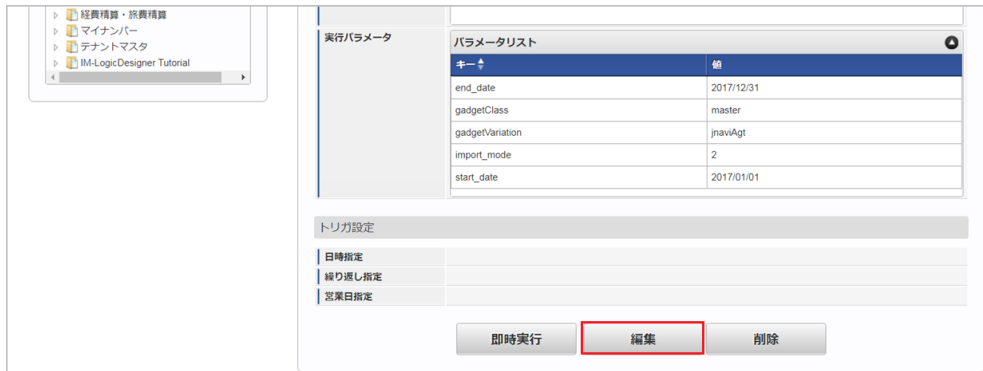 経費精算・旅費精算
マイナンバー
テナントマスタ
IM-LogicDesigner Tutorial
実行パラメータ
パラメータリスト
キー 値
end_date 2017/12/31
gadgetClass master
gadgetVariation jnaviAgt
import_mode 2
start_date 2017/01/01
トリガ設定
日時指定
繰り返し指定
営業日指定
即時実行 編集 削除